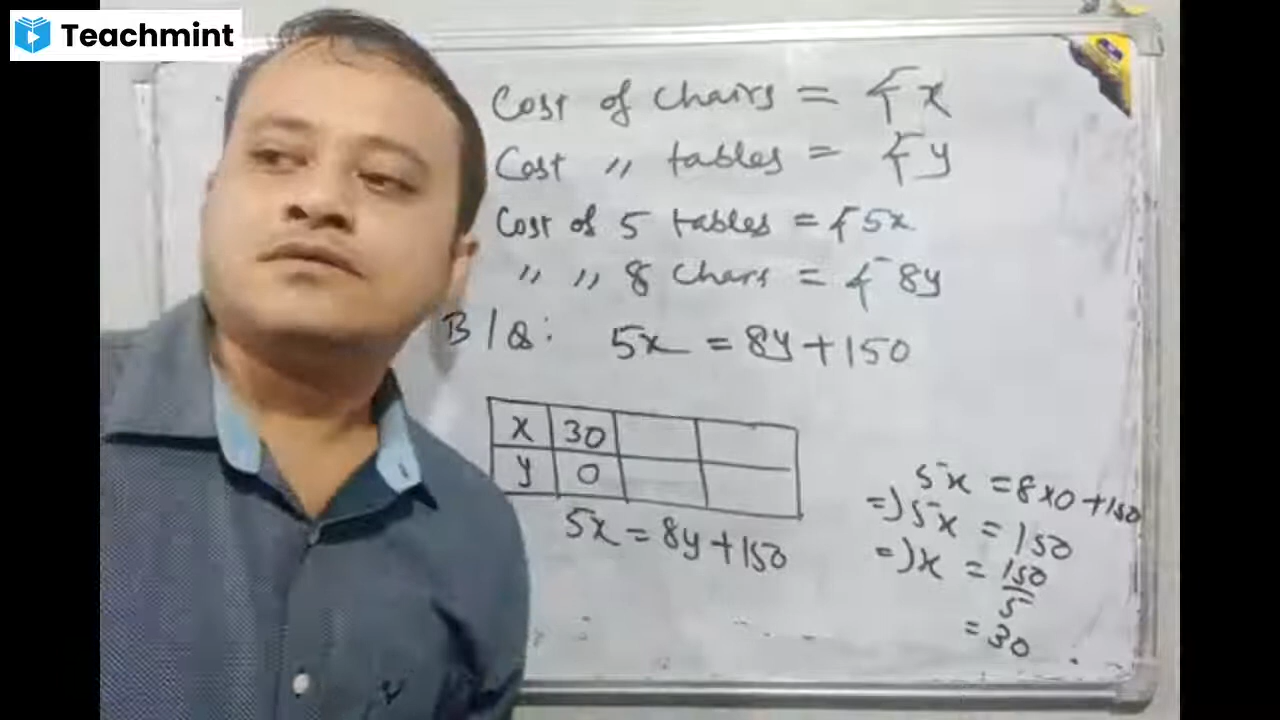 Teachmint
Cost of chairs = ₹ x
Cost " tables = ₹ y
Cost of 5 tables = ₹ 5x
" " 8 Chars = ₹ 8y
B/Q: 5x = 8y + 150
x 30
y 0
5x = 8y + 150
5x = 8×0 + 150
=> 5x = 150
=> x = 150/5
= 30